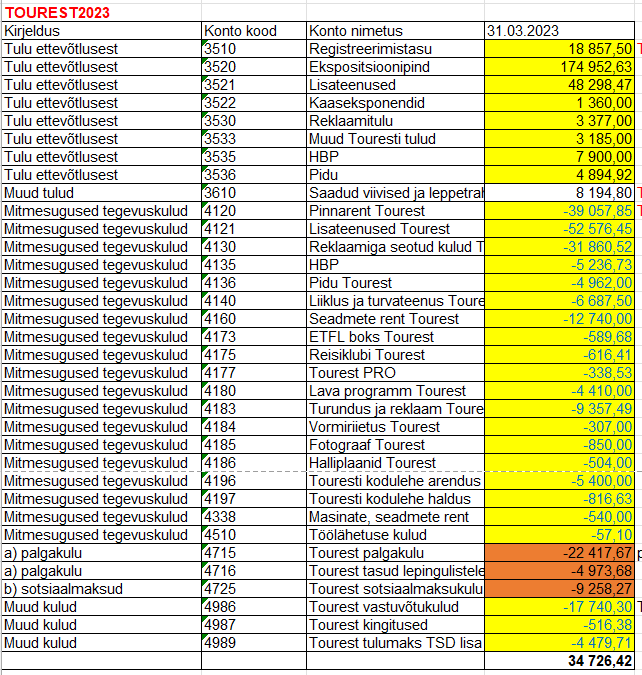 TOUREST2023
Kirjeldus Konto kood Konto nimetus 31.03.2023
Tulu ettevõtlusest 3510 Registreerimistasu 18 857,50
Tulu ettevõtlusest 3520 Ekspositsioonipind 174 952,63
Tulu ettevõtlusest 3521 Lisateenused 48 298,47
Tulu ettevõtlusest 3522 Kaaseksponendid 1 360,00
Tulu ettevõtlusest 3530 Reklaamitulu 3 377,00
Tulu ettevõtlusest 3533 Muud Touresti tulud 3 185,00
Tulu ettevõtlusest 3535 HBP 7 900,00
Tulu ettevõtlusest 3536 Pidu 4 894,92
Muud tulud 3610 Saadud viivised ja leppetrah 8 194,80
Mitmesugused tegevuskulud 4120 Pinnarent Tourest -39 057,85
Mitmesugused tegevuskulud 4121 Lisateenused Tourest -52 576,45
Mitmesugused tegevuskulud 4130 Reklaamiga seotud kulud T -31 860,52
Mitmesugused tegevuskulud 4135 HBP -5 236,73
Mitmesugused tegevuskulud 4136 Pidu Tourest -4 962,00
Mitmesugused tegevuskulud 4140 Liiklus ja turvateenus Toure -6 687,50
Mitmesugused tegevuskulud 4160 Seadmete rent Tourest -12 740,00
Mitmesugused tegevuskulud 4173 ETFL boks Tourest -589,68
Mitmesugused tegevuskulud 4175 Reisiklubi Tourest -616,41
Mitmesugused tegevuskulud 4177 Tourest PRO -338,53
Mitmesugused tegevuskulud 4180 Lava programm Tourest -4 410,00
Mitmesugused tegevuskulud 4183 Turundus ja reklaam Toure -9 357,49
Mitmesugused tegevuskulud 4184 Vormiriietus Tourest -307,00
Mitmesugused tegevuskulud 4185 Fotograaf Tourest -850,00
Mitmesugused tegevuskulud 4186 Halliplaanid Tourest -504,00
Mitmesugused tegevuskulud 4196 Touresti kodulehe arendus -5 400,00
Mitmesugused tegevuskulud 4197 Touresti kodulehe haldus -816,63
Mitmesugused tegevuskulud 4338 Masinate, seadmete rent -540,00
Mitmesugused tegevuskulud 4510 Töölähetuse kulud -57,10
a) palgakulu 4715 Tourest palgakulu -22 417,67
a) palgakulu 4716 Tourest tasud lepingulistele -4 973,68
b) sotsiaalmaksud 4725 Tourest sotsiaalmaksukulu -9 258,27
Muud kulud 4986 Tourest vastuvõtukulud -17 740,30
Muud kulud 4987 Tourest kingitused -516,38
Muud kulud 4989 Tourest tulumaks TSD lisa -4 479,71
34 726,42